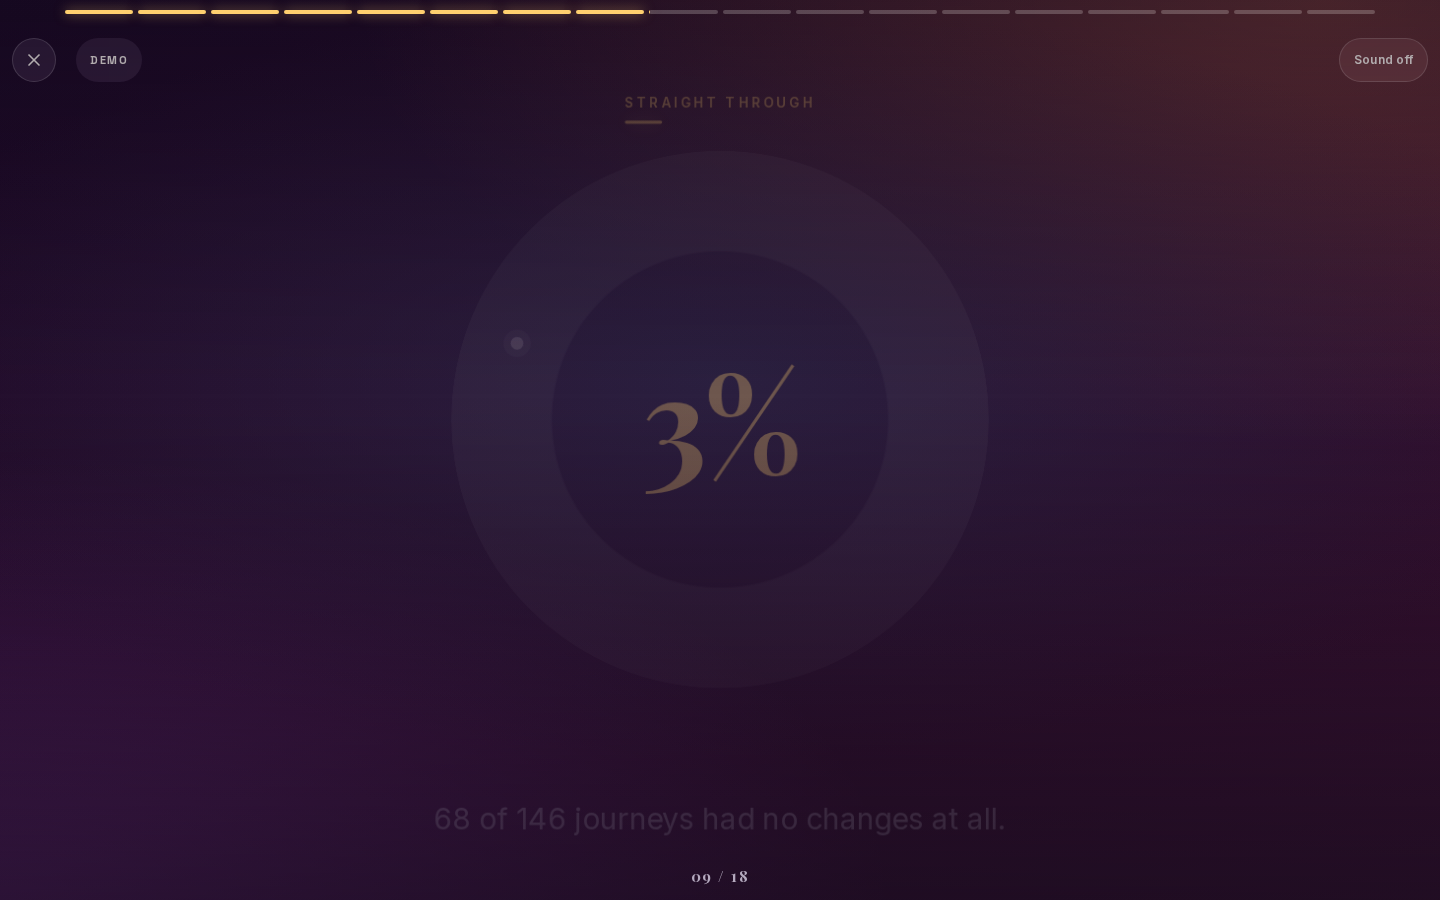 DEMO
Sound off
STRAIGHT THROUGH
3%
68 of 146 journeys had no changes at all.
09 / 18